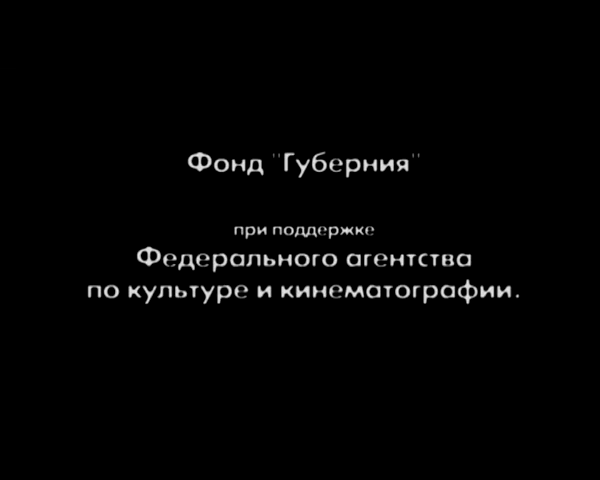 Фонд "Губерния"
при поддержке
Федерального агентства
по культуре и кинематографии.